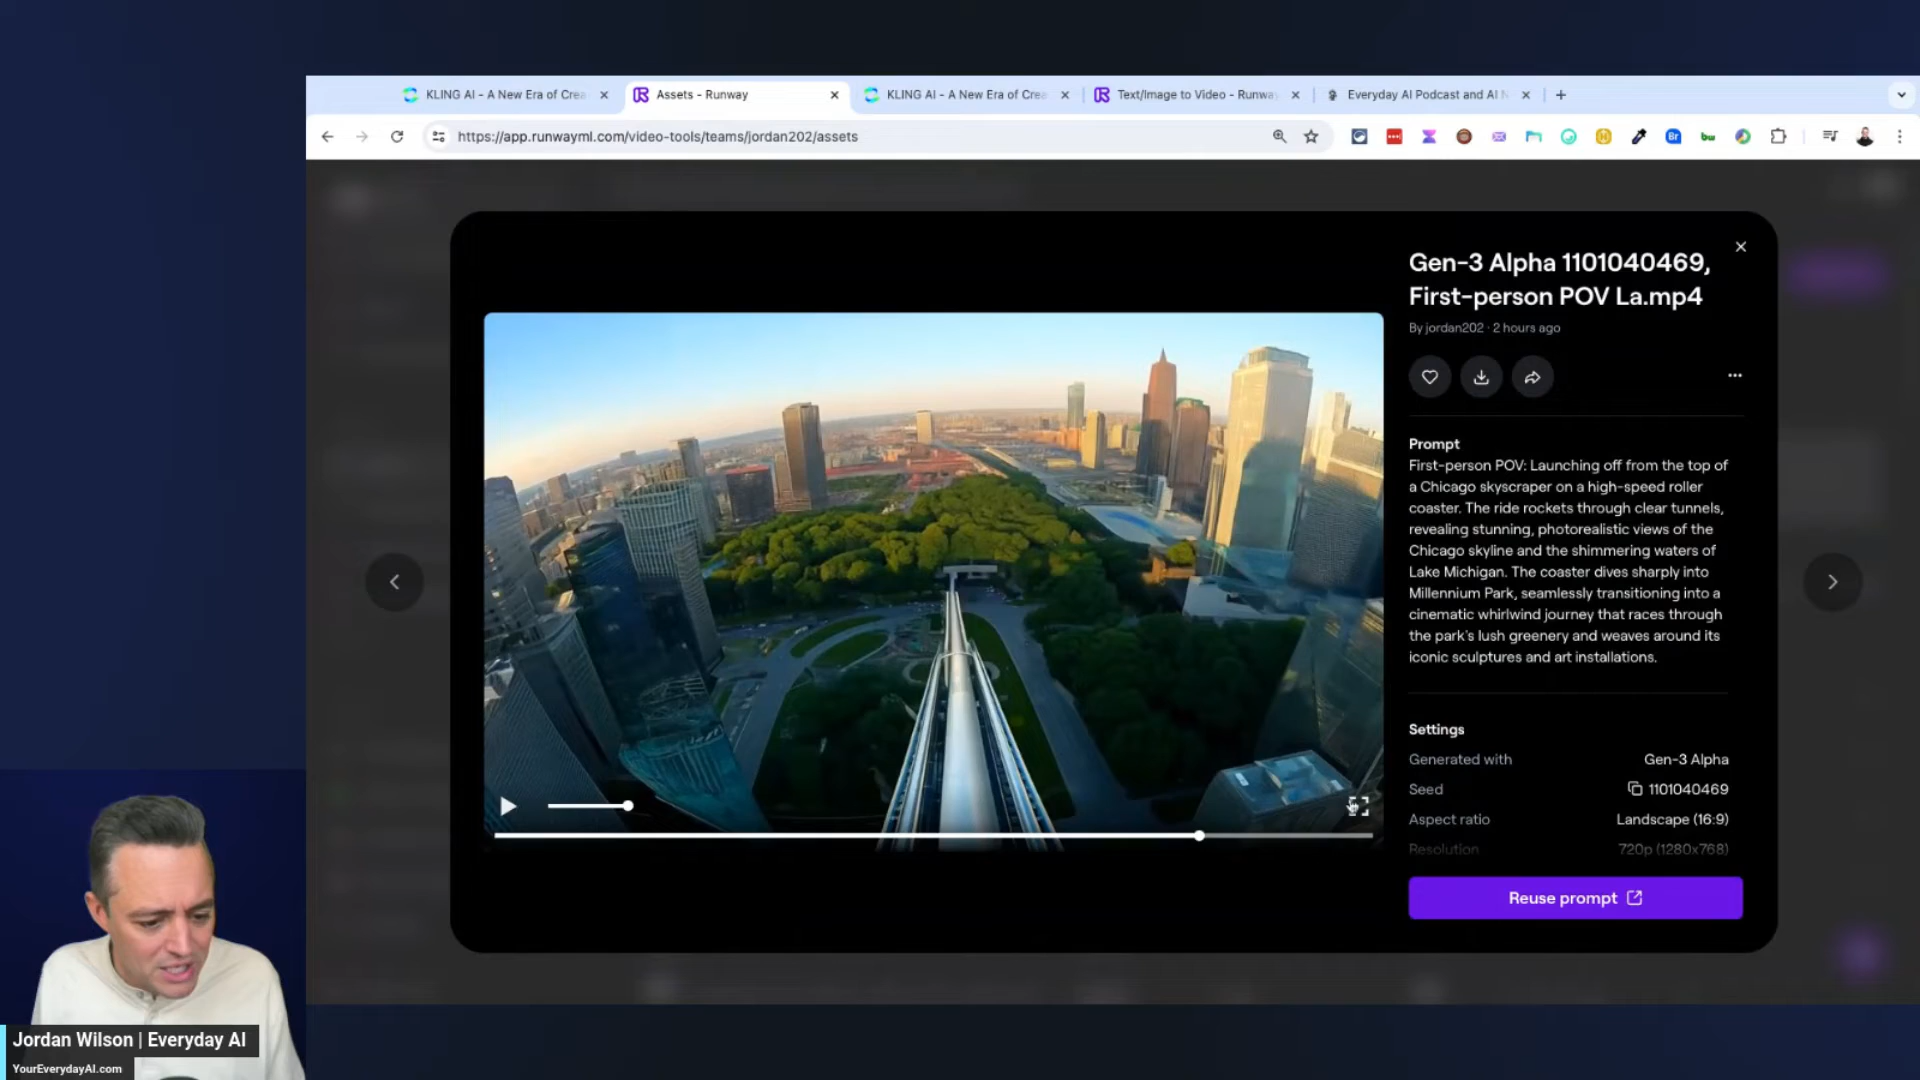 KLING AI - A New Era of Crea
Assets - Runway
KLING AI - A New Era of Crea
Text/Image to Video - Runwa
Everyday AI Podcast and AI N
https://app.runwayml.com/video-tools/teams/jordan202/assets
Br
bw
Gen-3 Alpha 1101040469,
First-person POV La.mp4
By jordan202 · 2 hours ago
Prompt
First-person POV: Launching off from the top of
a Chicago skyscraper on a high-speed roller
coaster. The ride rockets through clear tunnels,
revealing stunning, photorealistic views of the
Chicago skyline and the shimmering waters of
Lake Michigan. The coaster dives sharply into
Millennium Park, seamlessly transitioning into a
cinematic whirlwind journey that races through
the park's lush greenery and weaves around its
iconic sculptures and art installations.
Settings
Generated with Gen-3 Alpha
Seed 1101040469
Aspect ratio Landscape (16:9)
Resolution 720p (1280x768)
Reuse prompt
Jordan Wilson | Everyday AI
YourEverydayAI.com